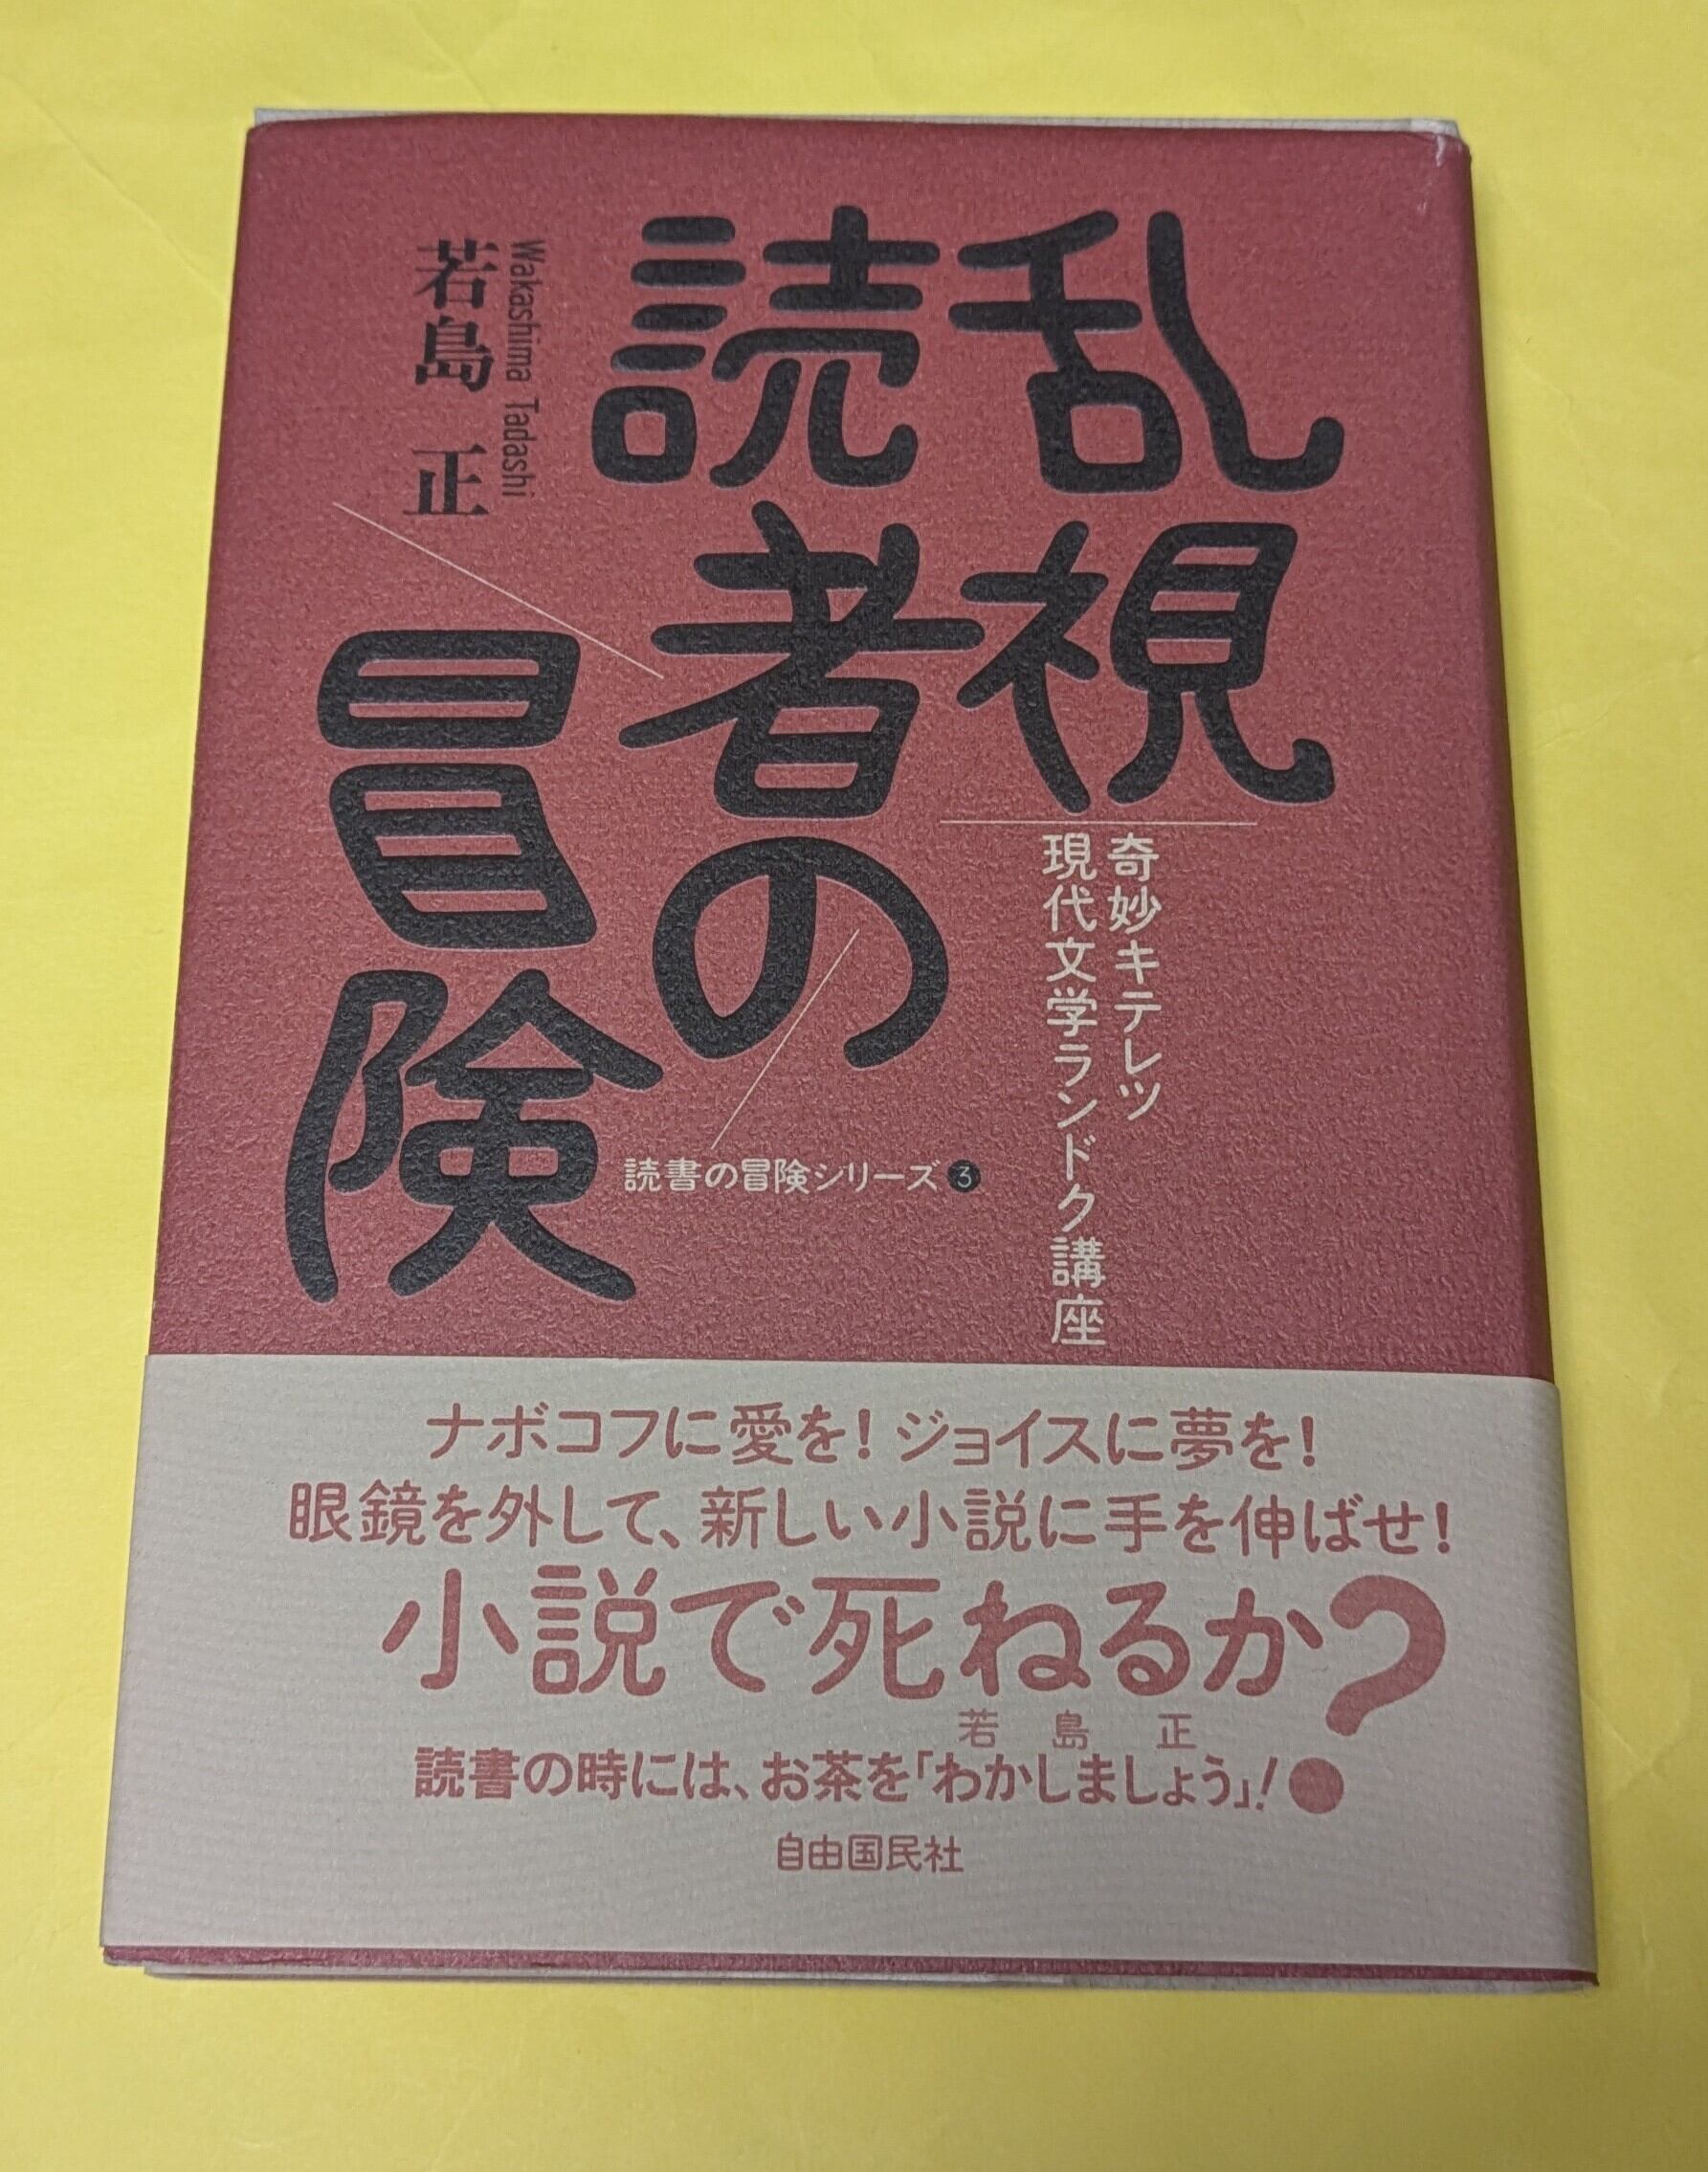 乱視
読者の
冒険
奇妙キテレツ
現代文学ランドク講座
読書の冒険シリーズ3
Wakashima Tadashi
若島 正
ナボコフに愛を！ジョイスに夢を！
眼鏡を外して、新しい小説に手を伸ばせ！
小説で死ねるか？
若島正
読書の時には、お茶を「わかしましょう」！
自由国民社